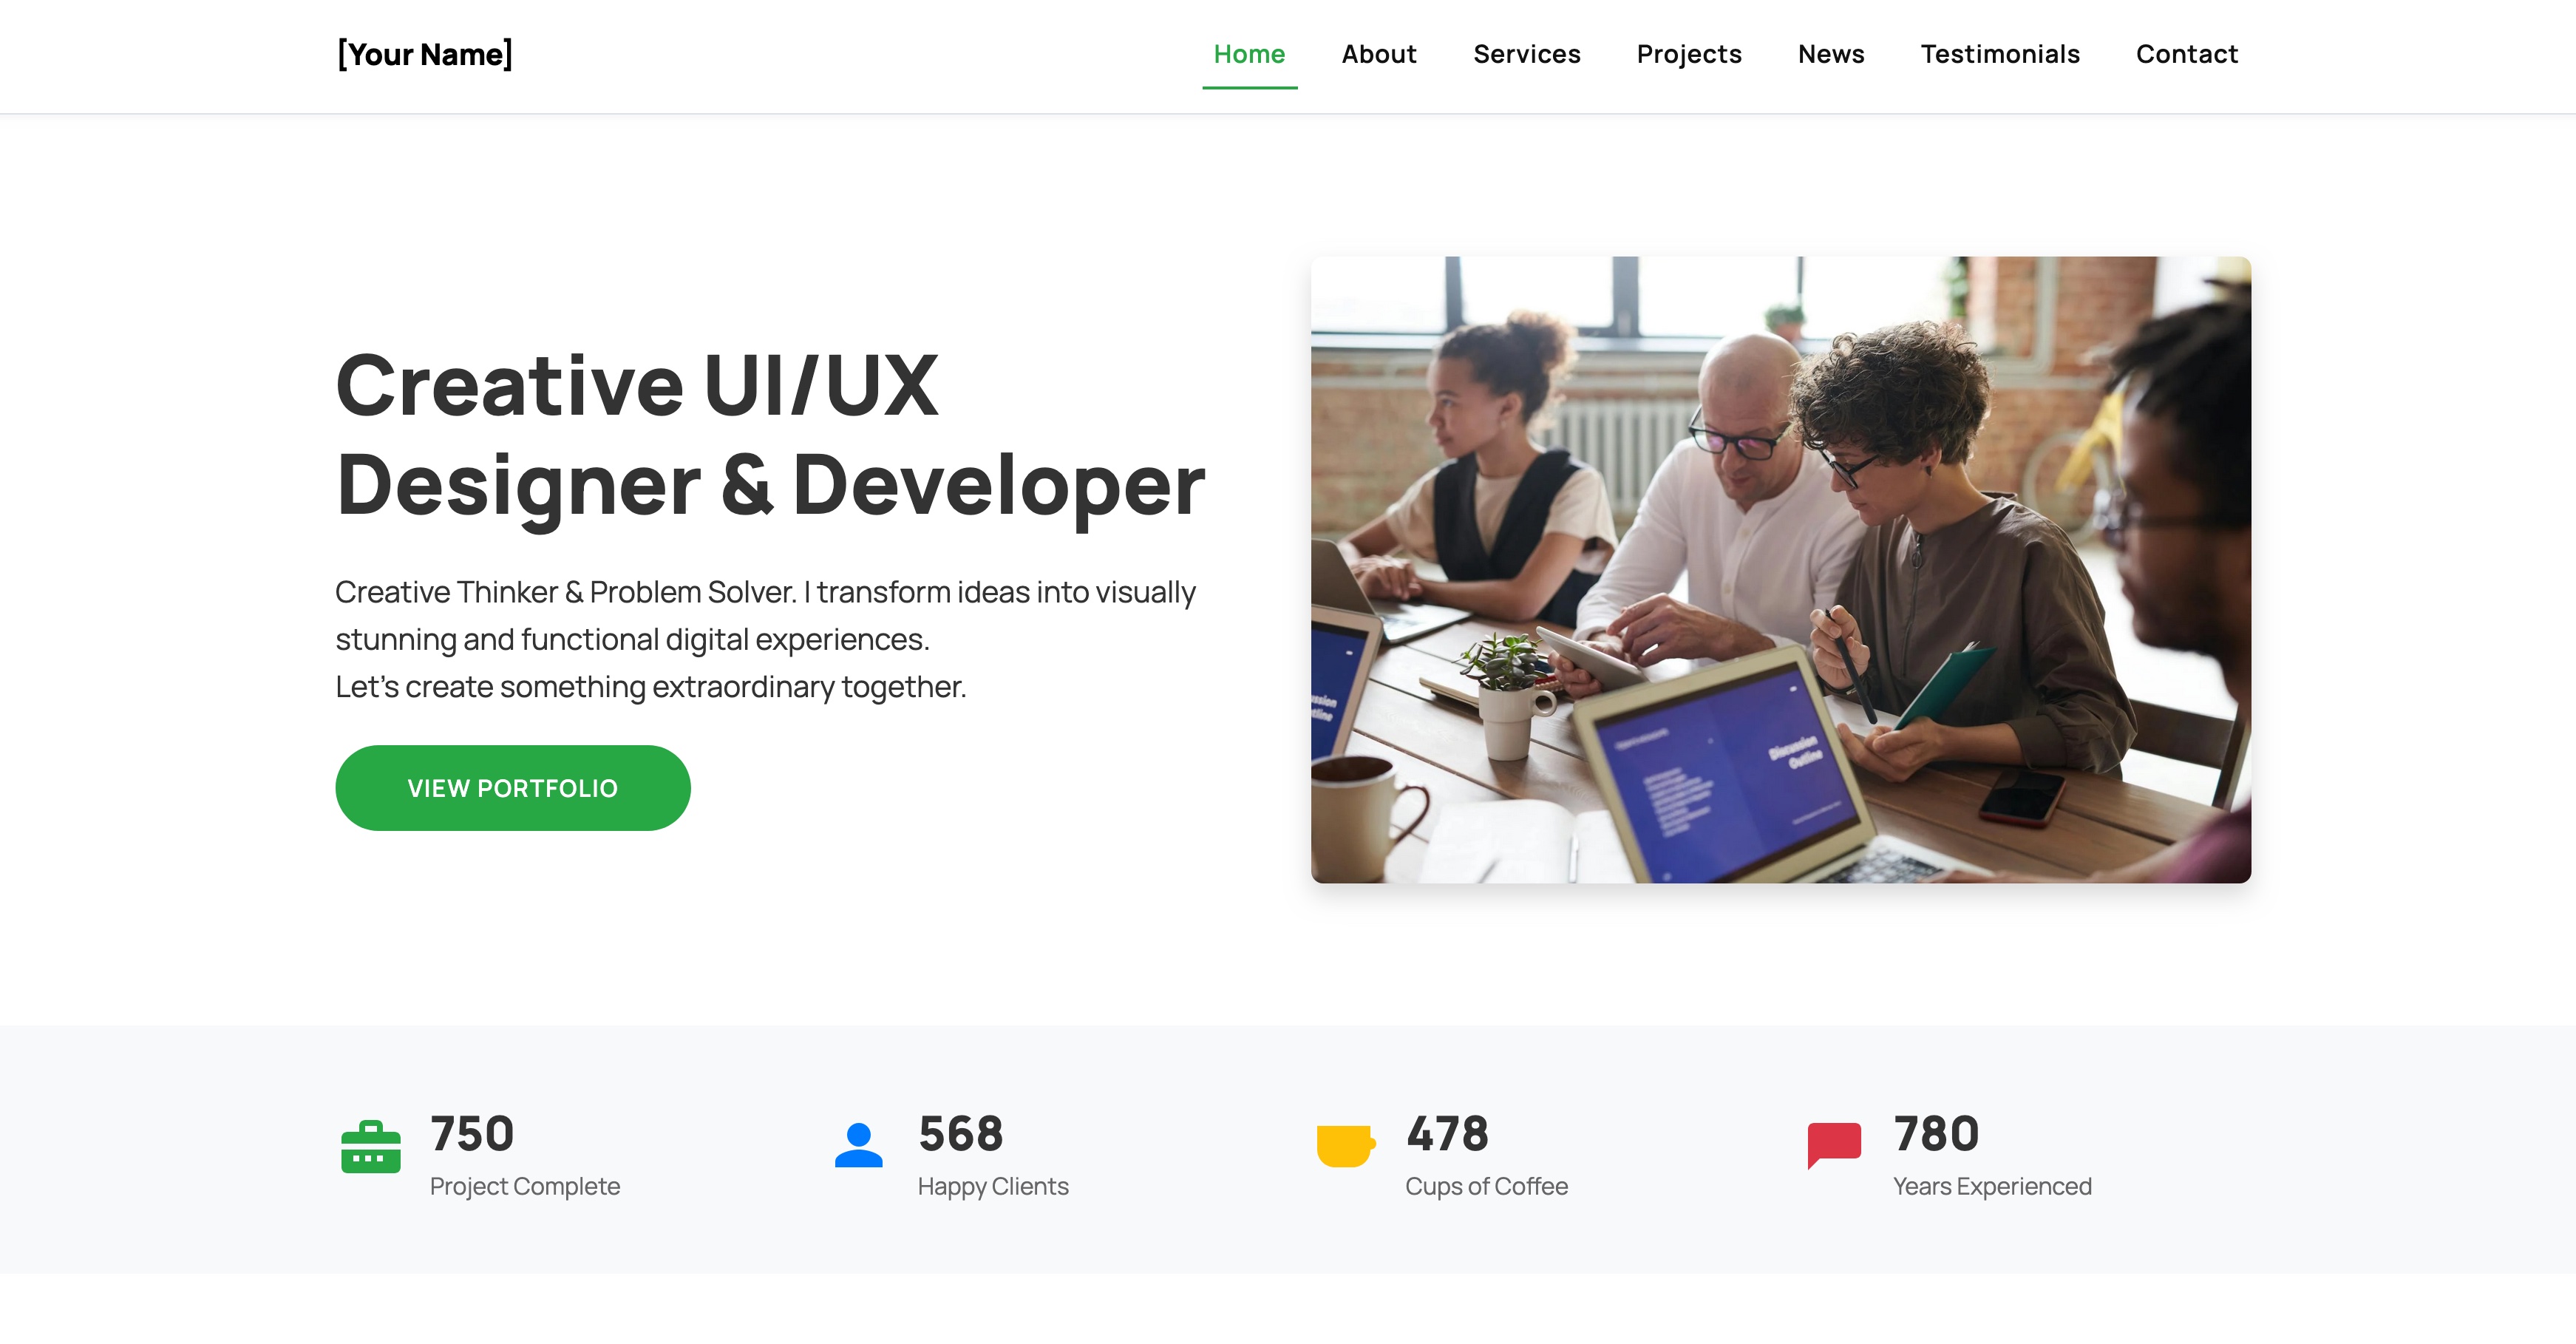 [Your Name]
Home About Services Projects News Testimonials Contact
Creative UI/UX
Designer & Developer
Creative Thinker & Problem Solver. I transform ideas into visually
stunning and functional digital experiences.
Let's create something extraordinary together.
VIEW PORTFOLIO
Discussion
Outline
750
Project Complete
568
Happy Clients
478
Cups of Coffee
780
Years Experienced